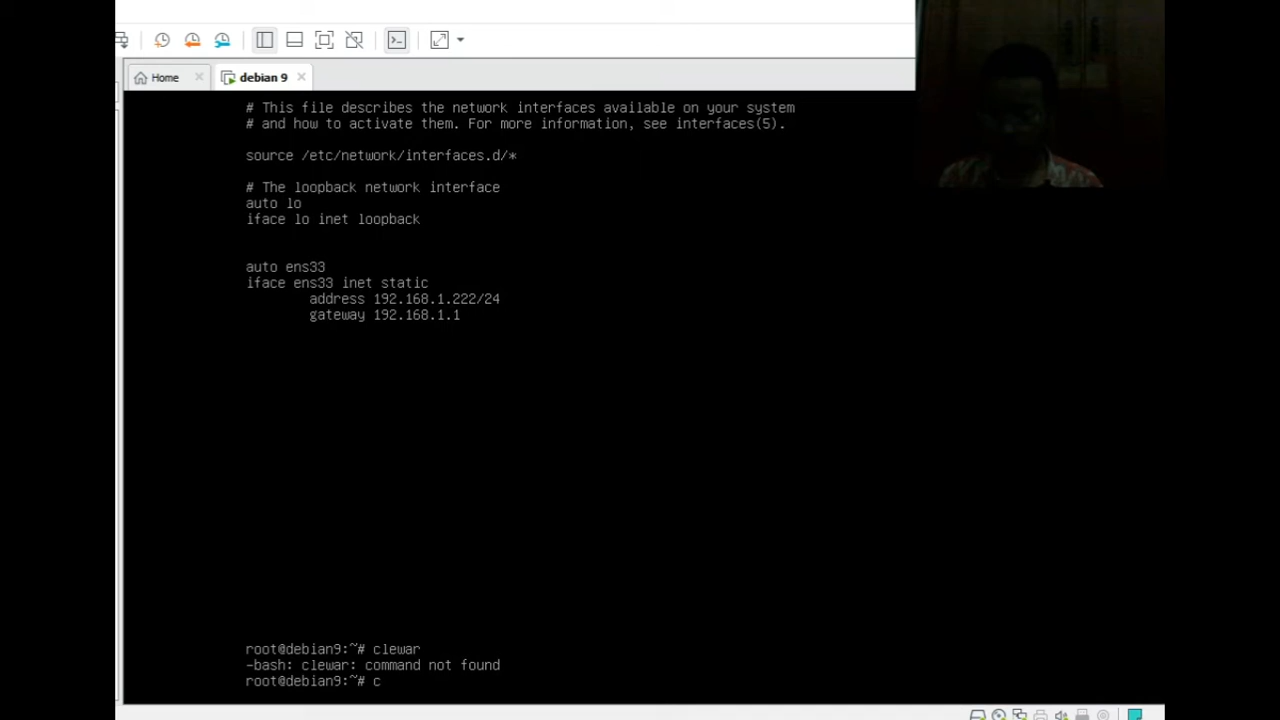 Home
debian 9
# This file describes the network interfaces available on your system
# and how to activate them. For more information, see interfaces(5).
source /etc/network/interfaces.d/*
# The loopback network interface
auto lo
iface lo inet loopback
auto ens33
iface ens33 inet static
address 192.168.1.222/24
gateway 192.168.1.1
root@debian9:~# clewar
-bash: clewar: command not found
root@debian9:~# c